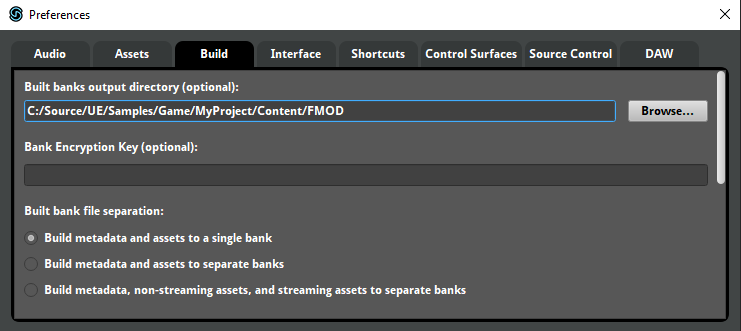 Preferences
Audio Assets Build Interface Shortcuts Control Surfaces Source Control DAW
Built banks output directory (optional):
C:/Source/UE/Samples/Game/MyProject/Content/FMOD Browse...
Bank Encryption Key (optional):
Built bank file separation:
Build metadata and assets to a single bank
Build metadata and assets to separate banks
Build metadata, non-streaming assets, and streaming assets to separate banks